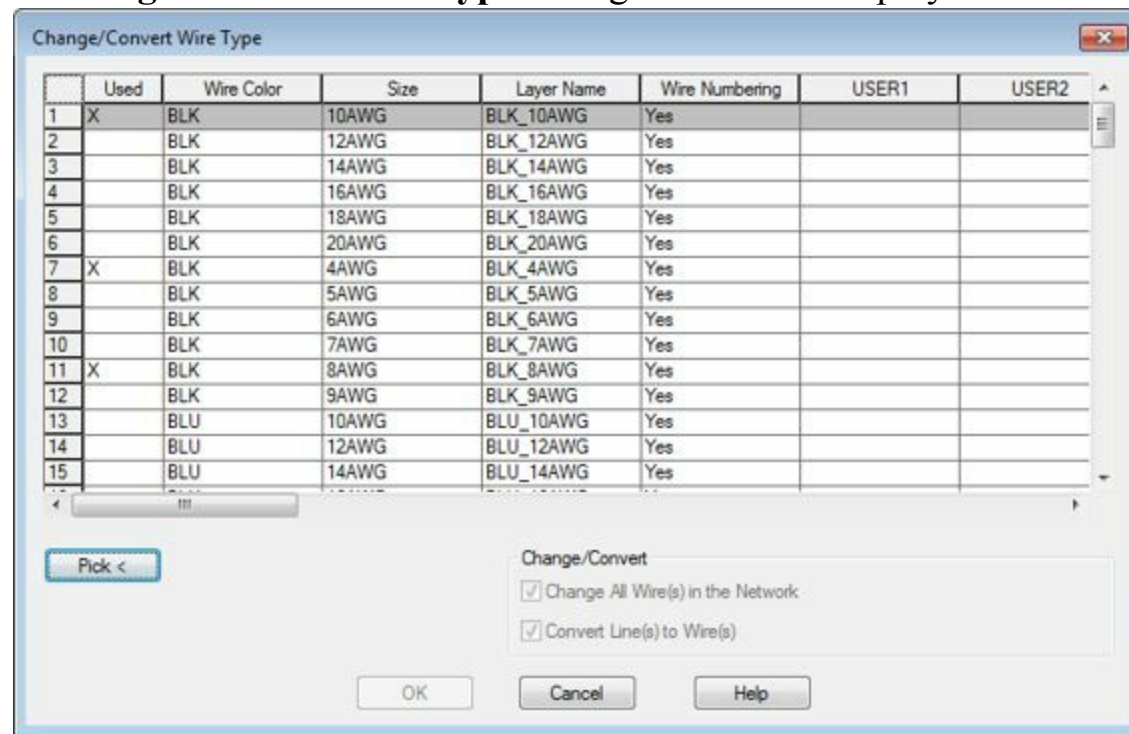 Change/Convert Wire Type
Used Wire Color Size Layer Name Wire Numbering USER1 USER2
1 X BLK 10AWG BLK_10AWG Yes
2 BLK 12AWG BLK_12AWG Yes
3 BLK 14AWG BLK_14AWG Yes
4 BLK 16AWG BLK_16AWG Yes
5 BLK 18AWG BLK_18AWG Yes
6 BLK 20AWG BLK_20AWG Yes
7 X BLK 4AWG BLK_4AWG Yes
8 BLK 5AWG BLK_5AWG Yes
9 BLK 6AWG BLK_6AWG Yes
10 BLK 7AWG BLK_7AWG Yes
11 X BLK 8AWG BLK_8AWG Yes
12 BLK 9AWG BLK_9AWG Yes
13 BLU 10AWG BLU_10AWG Yes
14 BLU 12AWG BLU_12AWG Yes
15 BLU 14AWG BLU_14AWG Yes
Pick <
Change/Convert
Change All Wire(s) in the Network
Convert Line(s) to Wire(s)
OK Cancel Help